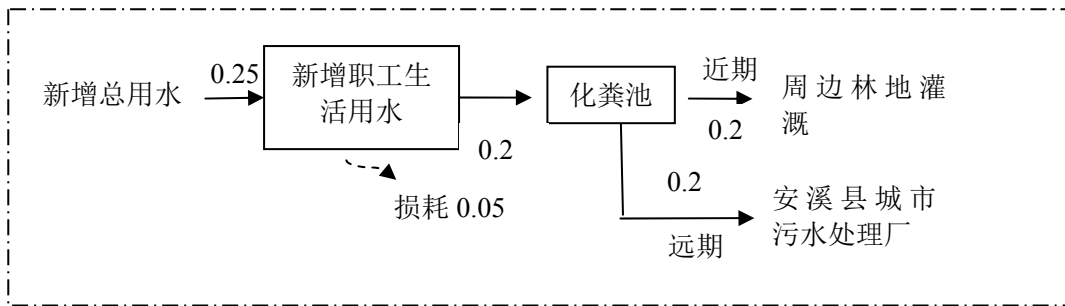 新增总用水
0.25
新增职工生
活用水
0.2
损耗 0.05
化粪池
近期
0.2
周边林地灌
溉
0.2
远期
安溪县城市
污水处理厂